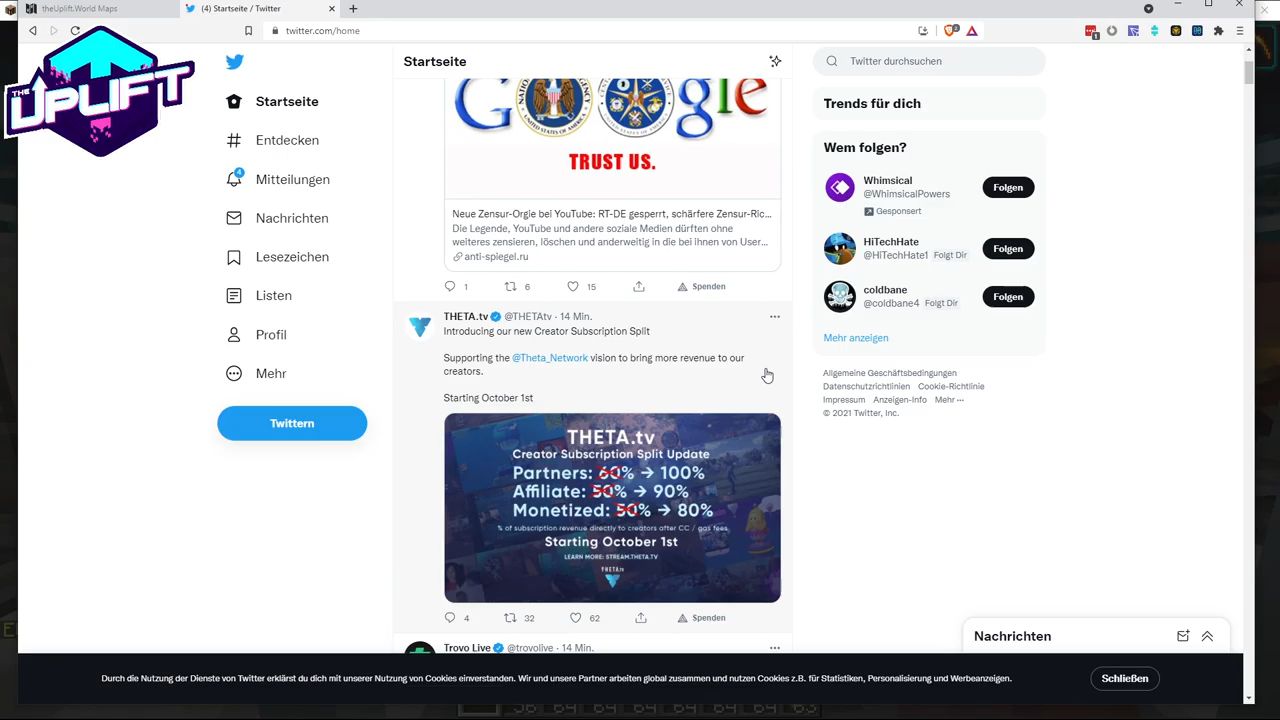 theUplift.World Maps
(4) Startseite / Twitter
twitter.com/home
THE UPLIFT
Startseite
Entdecken
4
Mitteilungen
Nachrichten
Lesezeichen
Listen
Profil
Mehr
Twittern
Startseite
Google
TRUST US.
Neue Zensur-Orgie bei YouTube: RT-DE gesperrt, schärfere Zensur-Ric...
Die Legende, YouTube und andere soziale Medien dürften ohne
weiteres zensieren, löschen und anderweitig in die bei ihnen von User...
anti-spiegel.ru
1 6 15 Spenden
THETA.tv @THETAtv · 14 Min.
Introducing our new Creator Subscription Split
Supporting the @Theta_Network vision to bring more revenue to our
creators.
Starting October 1st
THETA.tv
Creator Subscription Split Update
Partners: 60% → 100%
Affiliate: 50% → 90%
Monetized: 50% → 80%
% of subscription revenue directly to creators after CC / gas fees
Starting October 1st
LEARN MORE: STREAM.THETA.TV
THETA.tv
4 32 62 Spenden
Trovo Live @trovolive · 14 Min.
Twitter durchsuchen
Trends für dich
Wem folgen?
Whimsical
@WhimsicalPowers
Gesponsert
Folgen
HiTechHate
@HiTechHate1 Folgt Dir
Folgen
coldbane
@coldbane4 Folgt Dir
Folgen
Mehr anzeigen
Allgemeine Geschäftsbedingungen
Datenschutzrichtlinien Cookie-Richtlinie
Impressum Anzeigen-Info Mehr ···
© 2021 Twitter, Inc.
Nachrichten
Durch die Nutzung der Dienste von Twitter erklärst du dich mit unserer Nutzung von Cookies einverstanden. Wir und unsere Partner arbeiten global zusammen und nutzen Cookies z.B. für Statistiken, Personalisierung und Werbeanzeigen.
Schließen